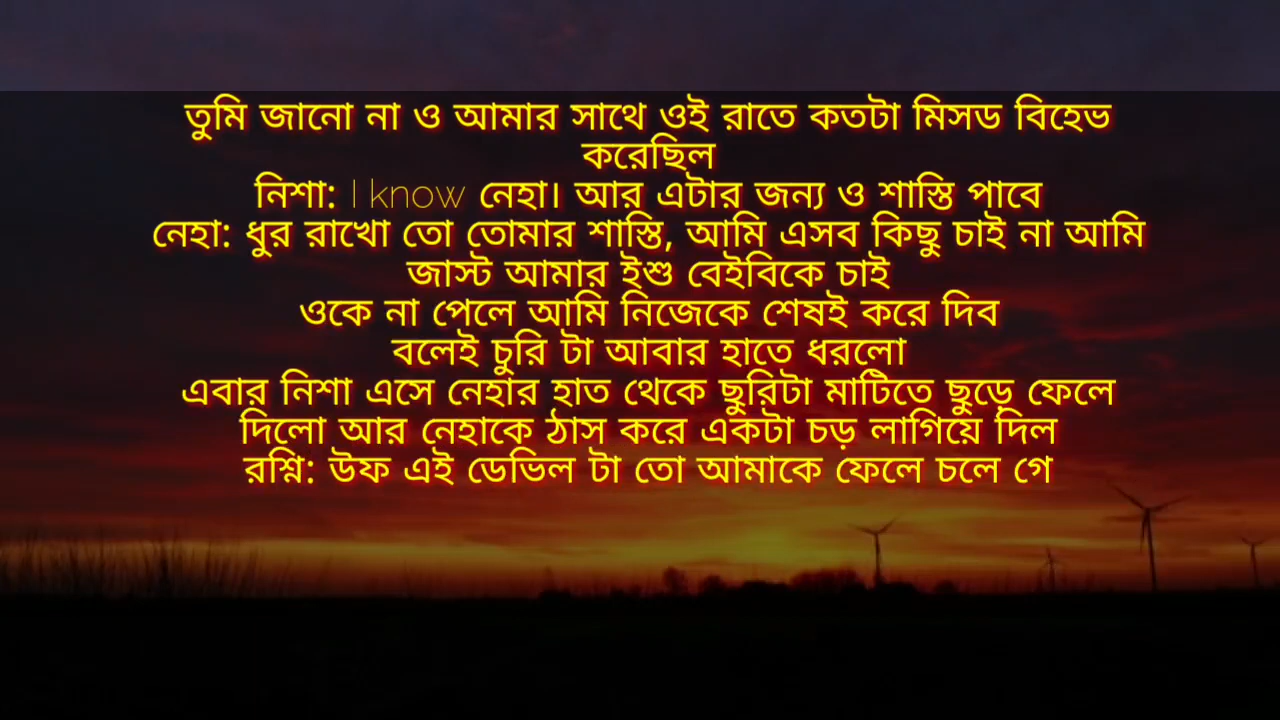 তুমি জানো না ও আমার সাথে ওই রাতে কতটা মিসড বিহেভ
করেছিল
নিশা: I know নেহা। আর এটার জন্য ও শাস্তি পাবে
নেহা: ধুর রাখো তো তোমার শাস্তি, আমি এসব কিছু চাই না আমি
জাস্ট আমার ইশু বেইবিকে চাই
ওকে না পেলে আমি নিজেকে শেষই করে দিব
বলেই চুরি টা আবার হাতে ধরলো
এবার নিশা এসে নেহার হাত থেকে ছুরিটা মাটিতে ছুড়ে ফেলে
দিলো আর নেহাকে ঠাস করে একটা চড় লাগিয়ে দিল
রশ্নি: উফ এই ডেভিল টা তো আমাকে ফেলে চলে গে